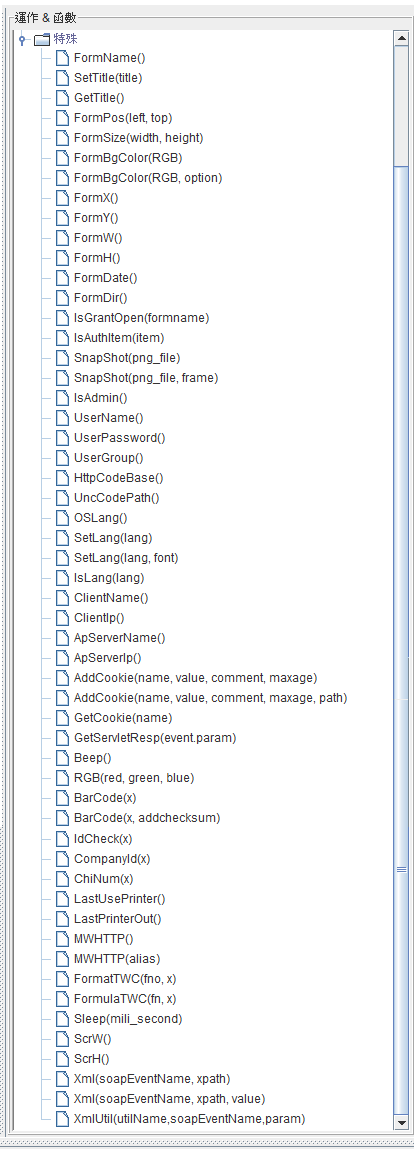 運作 & 函數
特殊
FormName()
SetTitle(title)
GetTitle()
FormPos(left, top)
FormSize(width, height)
FormBgColor(RGB)
FormBgColor(RGB, option)
FormX()
FormY()
FormW()
FormH()
FormDate()
FormDir()
IsGrantOpen(formname)
IsAuthItem(item)
SnapShot(png_file)
SnapShot(png_file, frame)
IsAdmin()
UserName()
UserPassword()
UserGroup()
HttpCodeBase()
UncCodePath()
OSLang()
SetLang(lang)
SetLang(lang, font)
IsLang(lang)
ClientName()
ClientIp()
ApServerName()
ApServerIp()
AddCookie(name, value, comment, maxage)
AddCookie(name, value, comment, maxage, path)
GetCookie(name)
GetServletResp(event.param)
Beep()
RGB(red, green, blue)
BarCode(x)
BarCode(x, addchecksum)
IdCheck(x)
CompanyId(x)
ChiNum(x)
LastUsePrinter()
LastPrinterOut()
MWHTTP()
MWHTTP(alias)
FormatTWC(fno, x)
FormulaTWC(fn, x)
Sleep(mili_second)
ScrW()
ScrH()
Xml(soapEventName, xpath)
Xml(soapEventName, xpath, value)
XmlUtil(utilName,soapEventName,param)